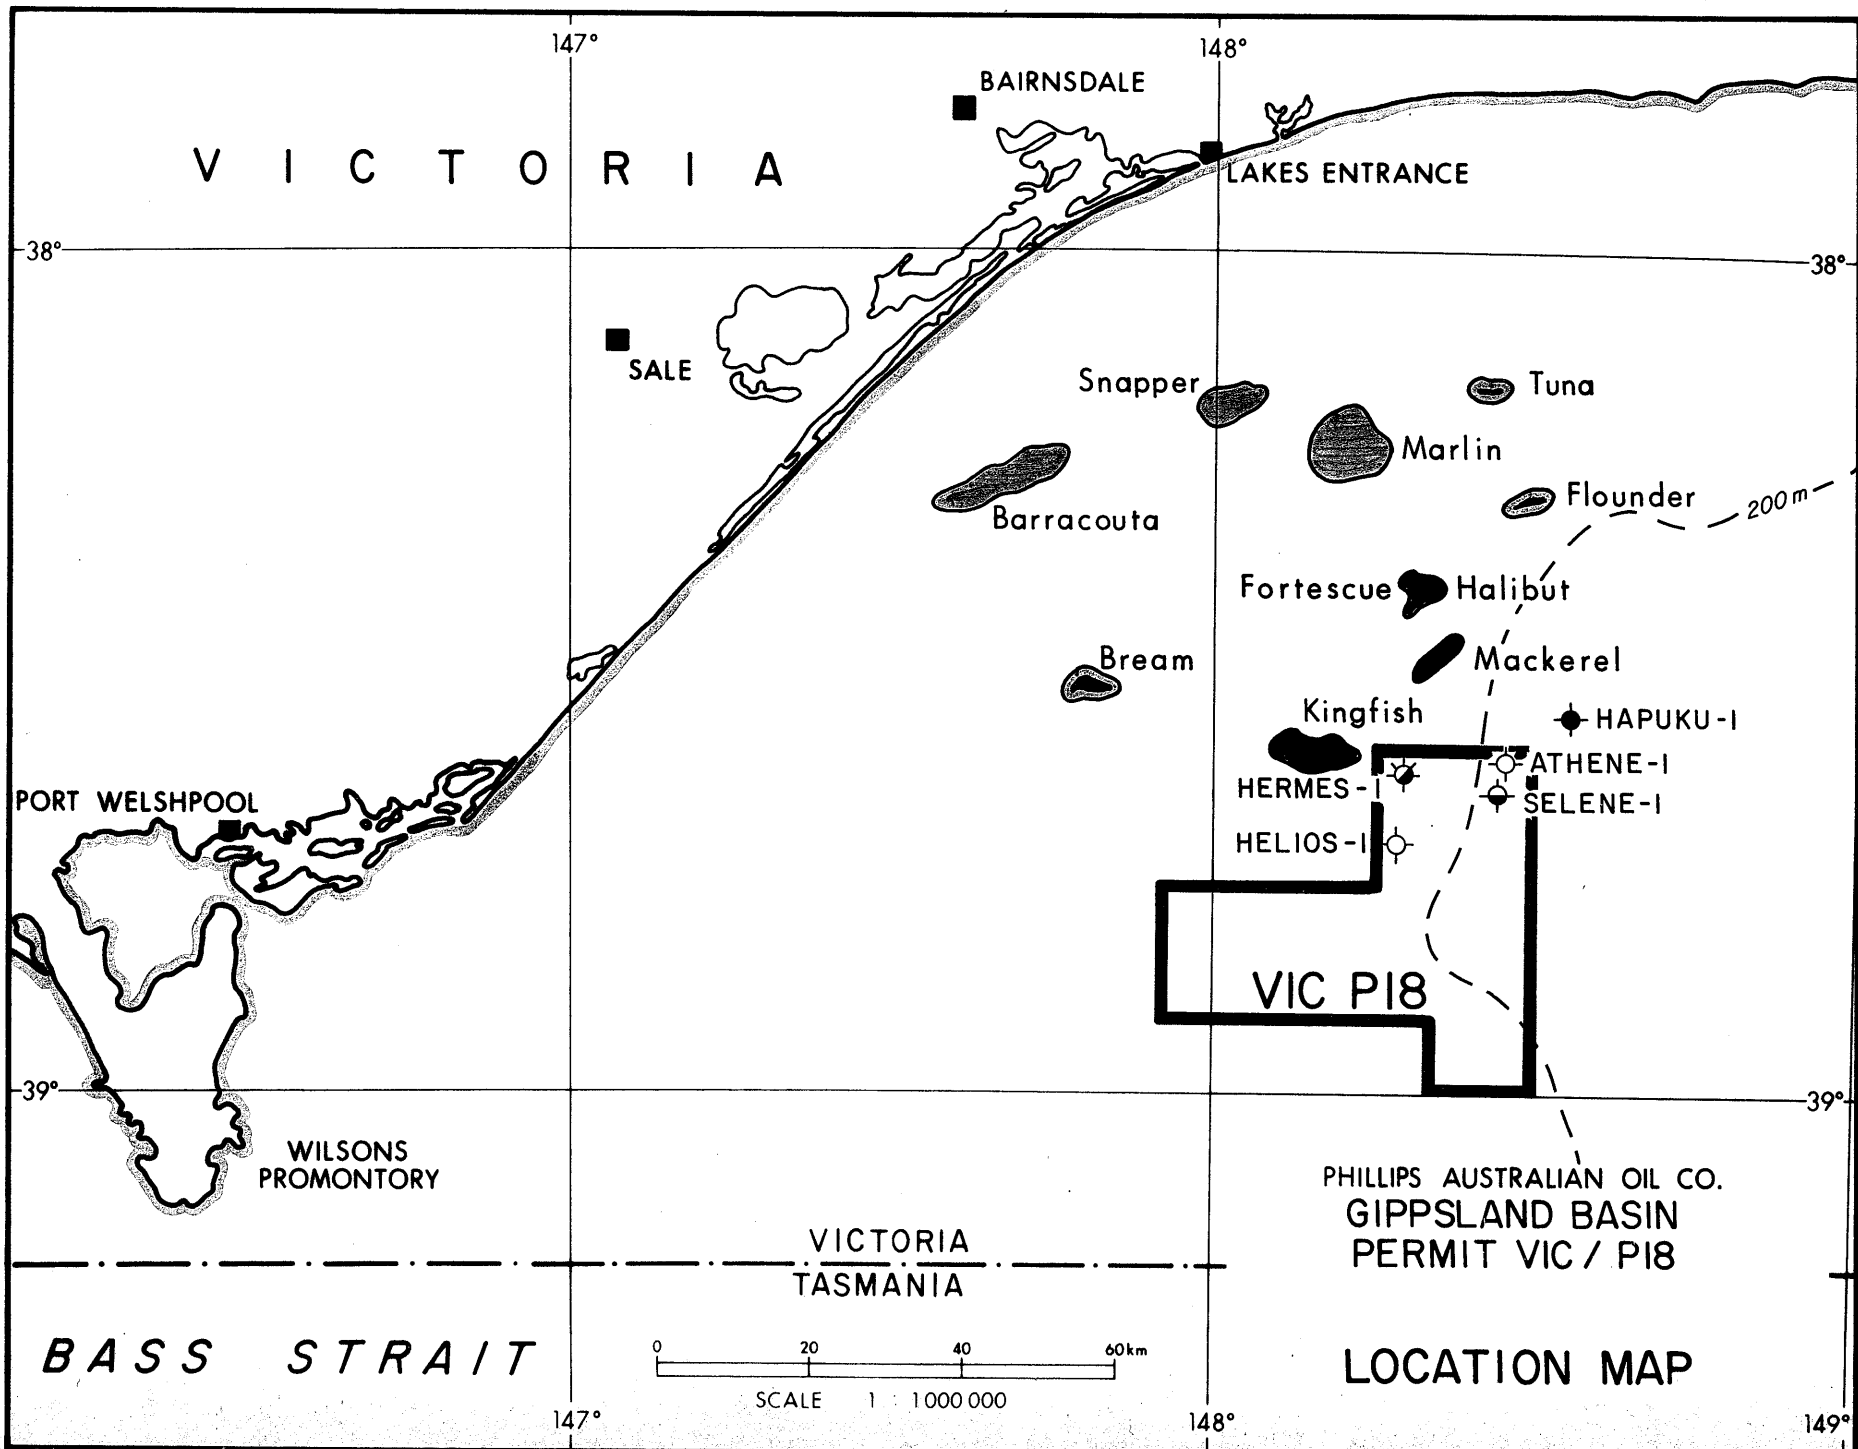 147°
148°
BAIRNSDALE
VICTORIA
LAKES ENTRANCE
38°
38°
SALE
Snapper
Tuna
Marlin
Barracouta
Flounder
200m
Fortescue
Halibut
Bream
Mackerel
Kingfish
HAPUKU-1
ATHENE-1
HERMES-1
SELENE-1
PORT WELSHPOOL
HELIOS-1
VIC P18
39°
39°
WILSONS
PROMONTORY
PHILLIPS AUSTRALIAN OIL CO.
GIPPSLAND BASIN
PERMIT VIC / P18
VICTORIA
TASMANIA
BASS STRAIT
0 20 40 60km
SCALE 1 : 1000000
LOCATION MAP
147°
148°
149°